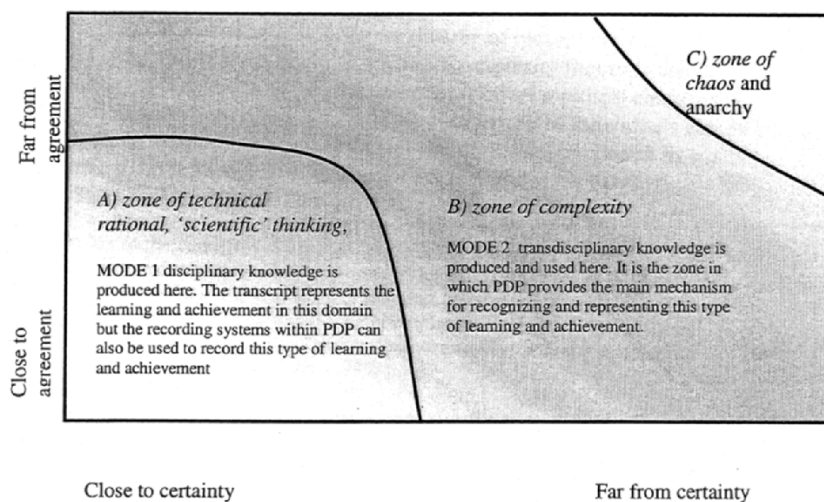 Far from
agreement
Close to
agreement
C) zone of
chaos and
anarchy
A) zone of technical
rational, ‘scientific’ thinking,
MODE 1 disciplinary knowledge is
produced here. The transcript represents the
learning and achievement in this domain
but the recording systems within PDP can
also be used to record this type of learning
and achievement
B) zone of complexity
MODE 2 transdisciplinary knowledge is
produced and used here. It is the zone in
which PDP provides the main mechanism
for recognizing and representing this type
of learning and achievement.
Close to certainty
Far from certainty